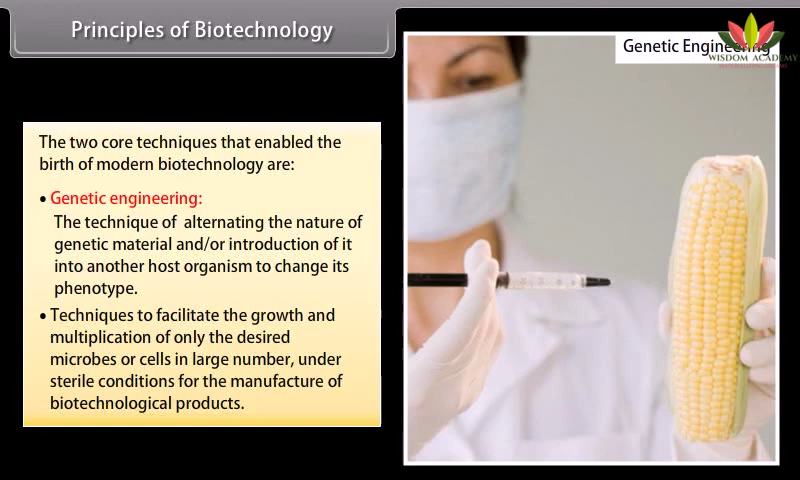 Principles of Biotechnology
Genetic Engineering
WISDOM ACADEMY
The two core techniques that enabled the
birth of modern biotechnology are:
• Genetic engineering:
The technique of alternating the nature of
genetic material and/or introduction of it
into another host organism to change its
phenotype.
• Techniques to facilitate the growth and
multiplication of only the desired
microbes or cells in large number, under
sterile conditions for the manufacture of
biotechnological products.